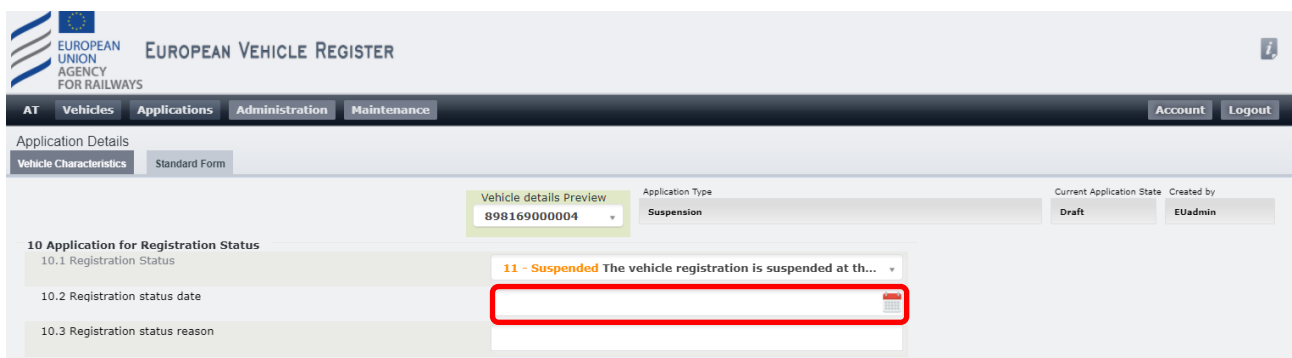 EUROPEAN
UNION
AGENCY
FOR RAILWAYS
EUROPEAN VEHICLE REGISTER
i
AT Vehicles Applications Administration Maintenance Account Logout
Application Details
Vehicle Characteristics Standard Form
Vehicle details Preview Application Type Current Application State Created by
898169000004 Suspension Draft EUadmin
10 Application for Registration Status
10.1 Registration Status 11 - Suspended The vehicle registration is suspended at th...
10.2 Registration status date
10.3 Registration status reason